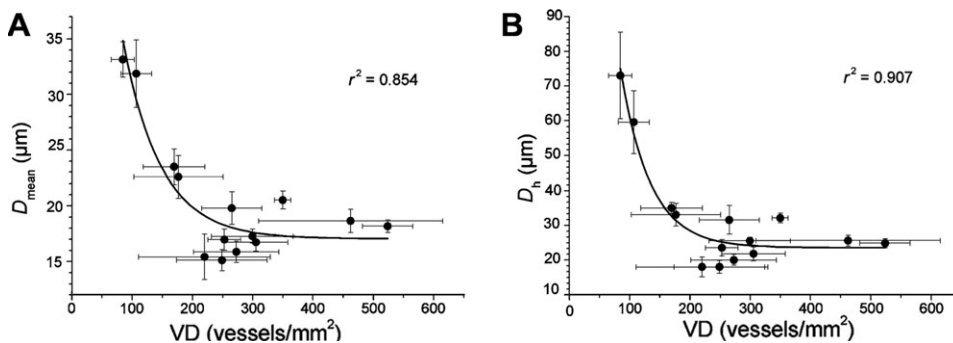 A
35
30
25
20
15
D_mean (µm)
r² = 0.854
0 100 200 300 400 500 600
VD (vessels/mm²)
B
90
80
70
60
50
40
30
20
10
D_h (µm)
r² = 0.907
0 100 200 300 400 500 600
VD (vessels/mm²)